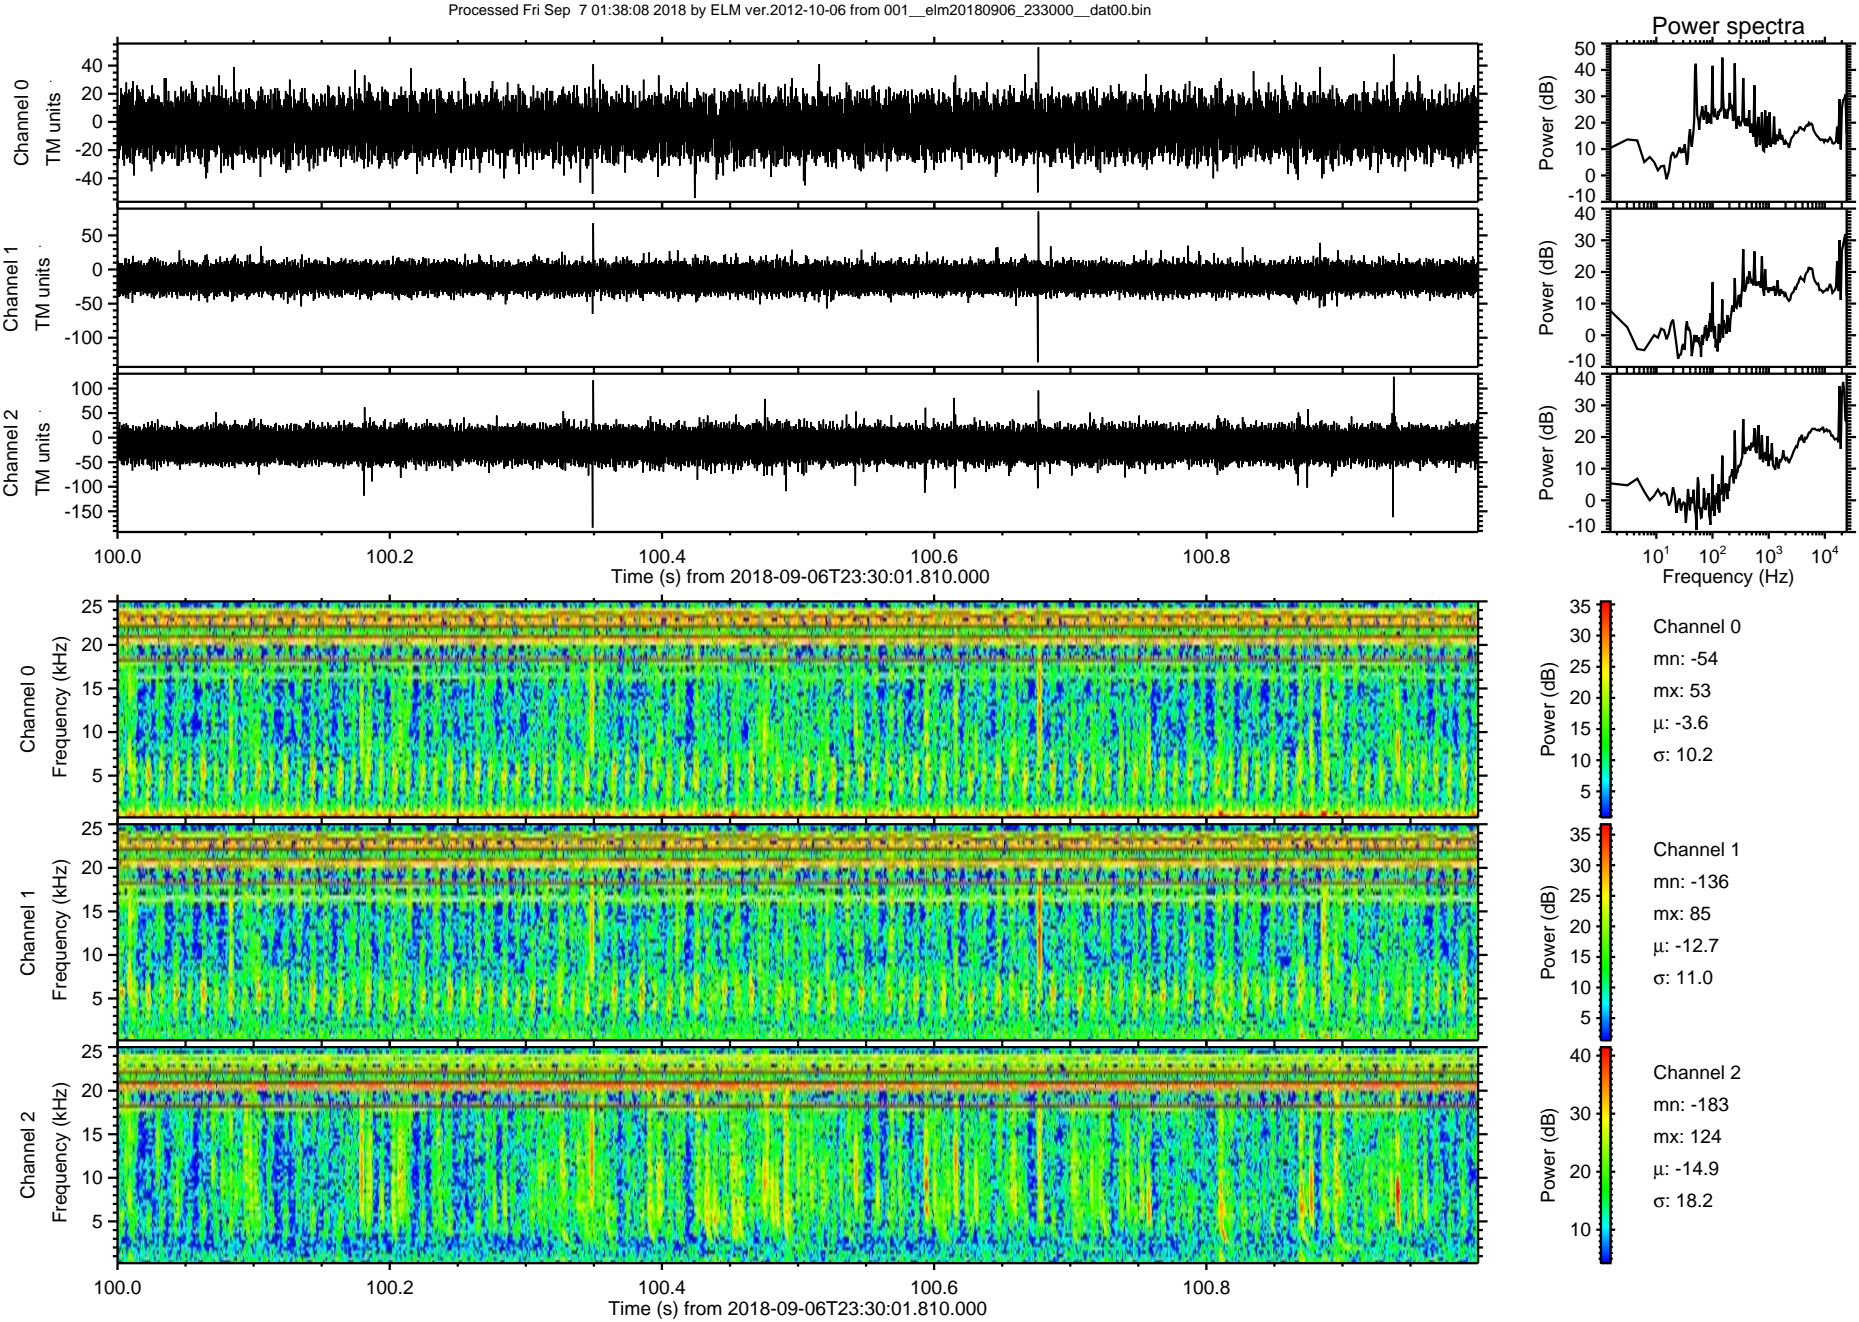 Processed Fri Sep  7 01:38:08 2018 by ELM ver.2012-10-06 from 001__elm20180906_233000__dat00.bin
Power spectra
Channel 0
TM units
40
20
0
-20
-40
Power (dB)
50
40
30
20
10
0
-10
Channel 1
TM units
50
0
-50
-100
Power (dB)
40
30
20
10
0
-10
Channel 2
TM units
100
50
0
-50
-100
-150
Power (dB)
40
30
20
10
0
-10
100.0 100.2 100.4 100.6 100.8
Time (s) from 2018-09-06T23:30:01.810.000
10^1 10^2 10^3 10^4
Frequency (Hz)
Channel 0
Frequency (kHz)
25
20
15
10
5
Power (dB)
35
30
25
20
15
10
5
Channel 0
mn: -54
mx: 53
μ: -3.6
σ: 10.2
Channel 1
Frequency (kHz)
25
20
15
10
5
Power (dB)
35
30
25
20
15
10
5
Channel 1
mn: -136
mx: 85
μ: -12.7
σ: 11.0
Channel 2
Frequency (kHz)
25
20
15
10
5
Power (dB)
40
30
20
10
Channel 2
mn: -183
mx: 124
μ: -14.9
σ: 18.2
100.0 100.2 100.4 100.6 100.8
Time (s) from 2018-09-06T23:30:01.810.000